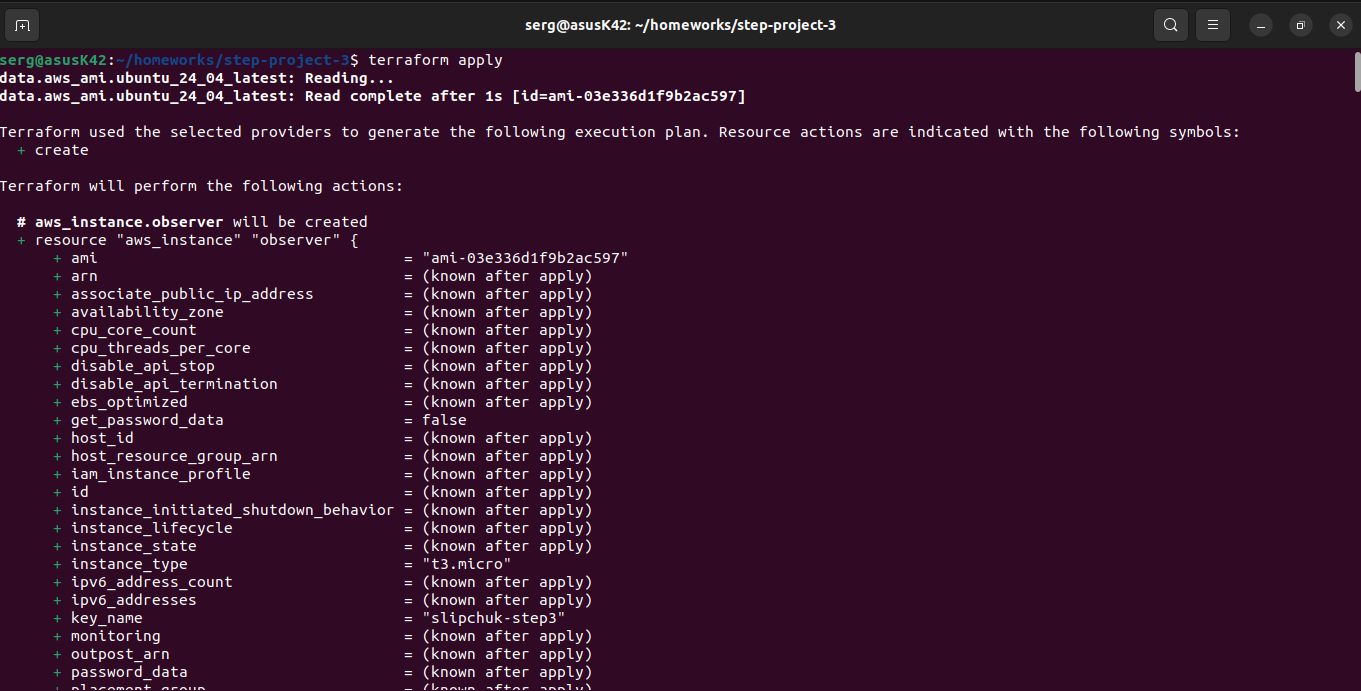 serg@asusK42: ~/homeworks/step-project-3
serg@asusK42:~/homeworks/step-project-3$ terraform apply
data.aws_ami.ubuntu_24_04_latest: Reading...
data.aws_ami.ubuntu_24_04_latest: Read complete after 1s [id=ami-03e336d1f9b2ac597]
Terraform used the selected providers to generate the following execution plan. Resource actions are indicated with the following symbols:
  + create
Terraform will perform the following actions:
  # aws_instance.observer will be created
  + resource "aws_instance" "observer" {
      + ami                                  = "ami-03e336d1f9b2ac597"
      + arn                                  = (known after apply)
      + associate_public_ip_address          = (known after apply)
      + availability_zone                    = (known after apply)
      + cpu_core_count                       = (known after apply)
      + cpu_threads_per_core                 = (known after apply)
      + disable_api_stop                     = (known after apply)
      + disable_api_termination              = (known after apply)
      + ebs_optimized                        = (known after apply)
      + get_password_data                    = false
      + host_id                              = (known after apply)
      + host_resource_group_arn              = (known after apply)
      + iam_instance_profile                 = (known after apply)
      + id                                   = (known after apply)
      + instance_initiated_shutdown_behavior = (known after apply)
      + instance_lifecycle                   = (known after apply)
      + instance_state                       = (known after apply)
      + instance_type                        = "t3.micro"
      + ipv6_address_count                   = (known after apply)
      + ipv6_addresses                       = (known after apply)
      + key_name                             = "slipchuk-step3"
      + monitoring                           = (known after apply)
      + outpost_arn                          = (known after apply)
      + password_data                        = (known after apply)
      + placement_group                      = (known after apply)